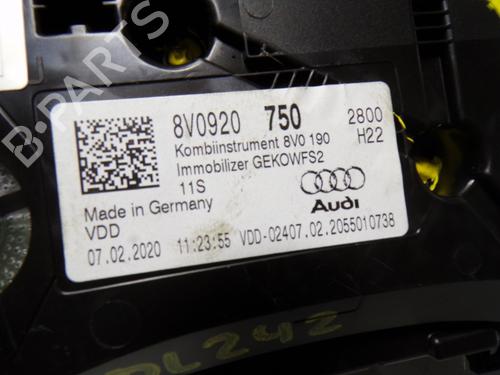 B-PARTS
8V0920 750 2800
Kombiinstrument 8V0 190 H22
Immobilizer GEKOWFS2
11S
Made in Germany
Audi
VDD
07.02.2020 11:23:55 VDD-02407.02.2055010738
DL242